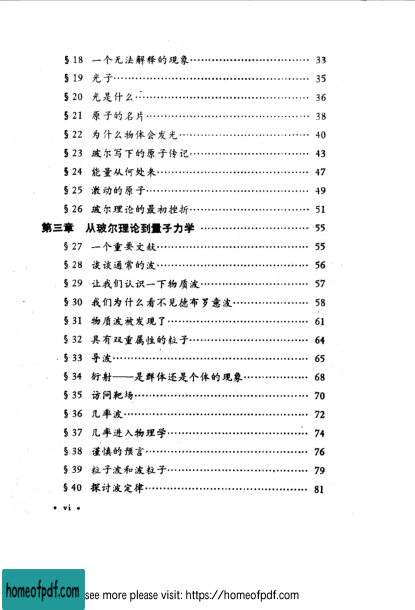 §18 一个无法解释的现象…………………………… 33
§19 光子…………………………………………… 35
§20 光是什么……………………………………… 36
§21 原子的名片…………………………………… 38
§22 为什么物体会发光…………………………… 40
§23 玻尔写下的原子传记………………………… 43
§24 能量从何处来………………………………… 47
§25 激动的原子…………………………………… 49
§26 玻尔理论的最初挫折………………………… 51
第三章 从玻尔理论到量子力学 ………………………… 55
§27 一个重要文献………………………………… 55
§28 谈谈通常的波………………………………… 56
§29 让我们认识一下物质波……………………… 57
§30 我们为什么看不见德布罗意波……………… 58
§31 物质波被发现了……………………………… 61
§32 具有双重属性的粒子………………………… 64
§33 导波…………………………………………… 65
§34 衍射——是群体还是个体的现象…………… 68
§35 访问靶场……………………………………… 70
§36 几率波………………………………………… 72
§37 几率进入物理学……………………………… 74
§38 谨慎的预言…………………………………… 76
§39 粒子波和波粒子……………………………… 79
§40 探讨波定律…………………………………… 81
• vi •
homeofpdf.com
see more please visit: https://homeofpdf.com